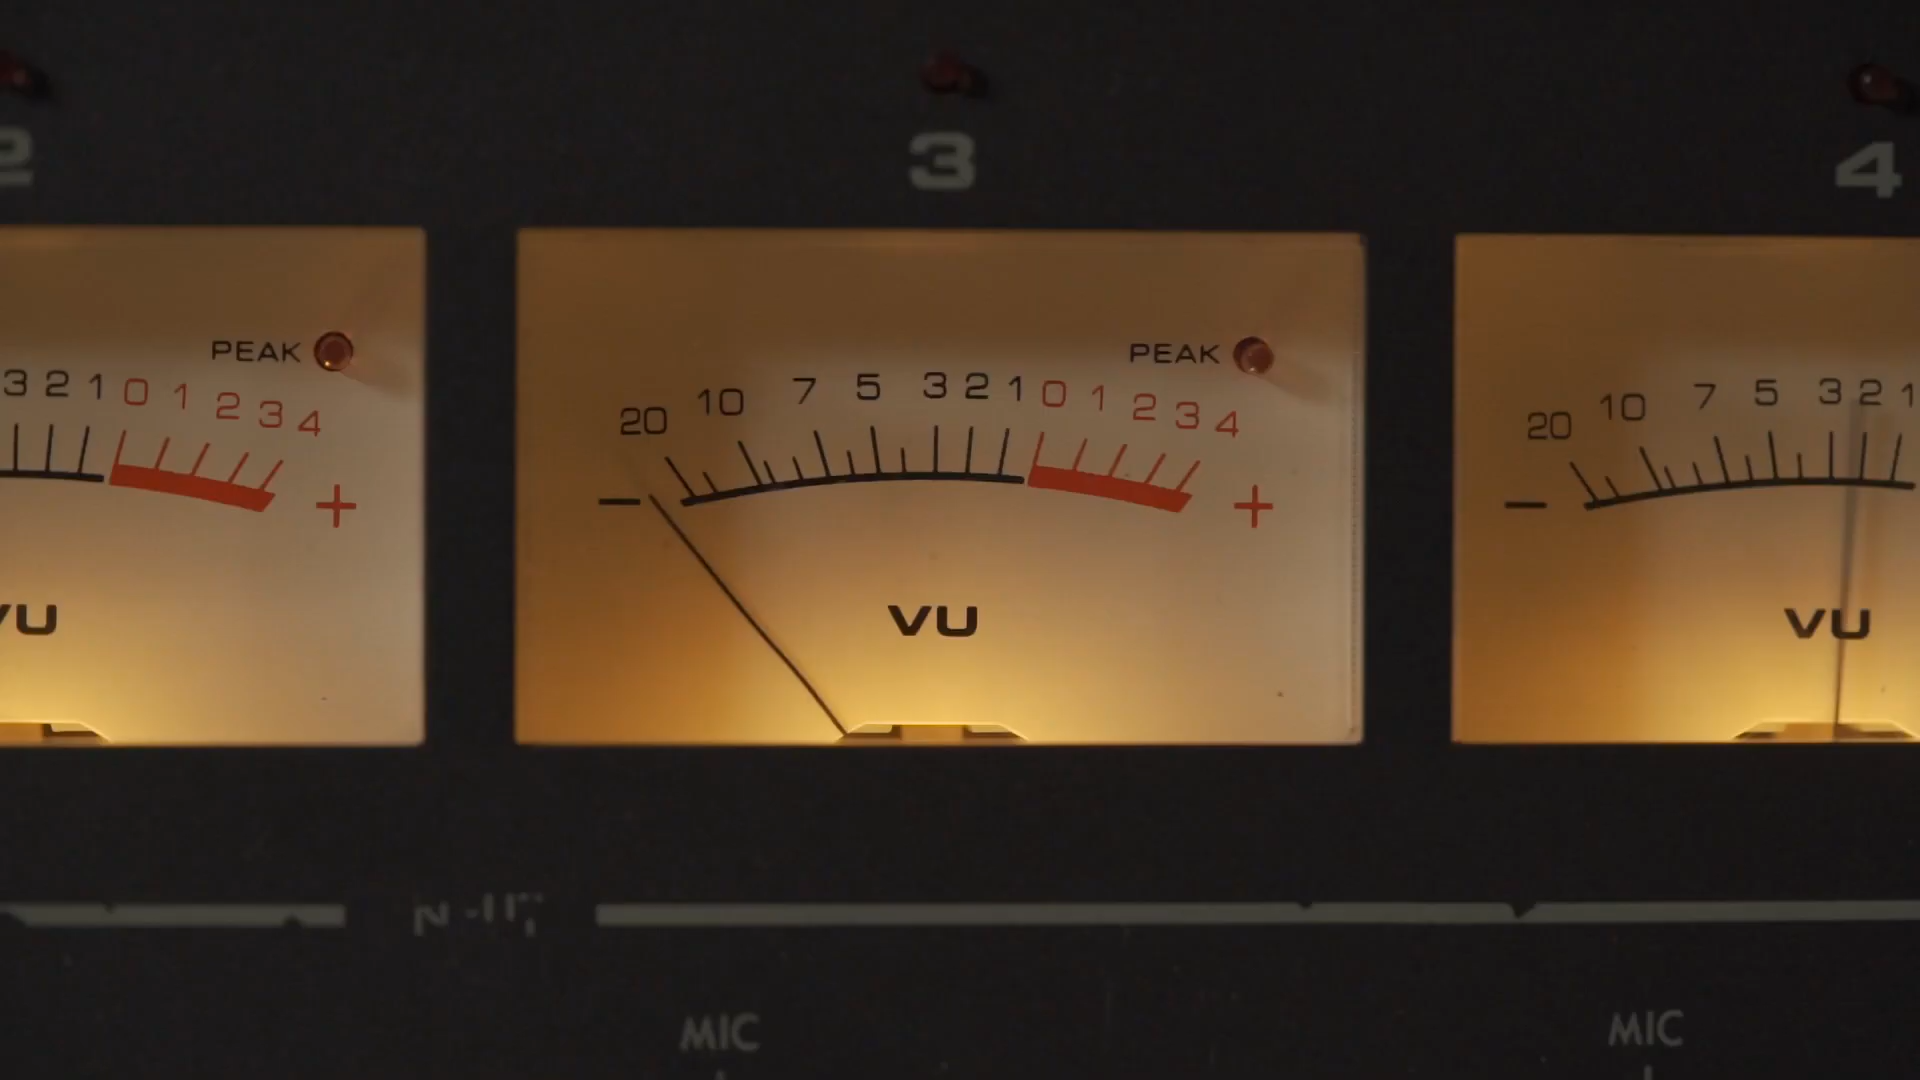 2 3 4
PEAK PEAK
3 2 1 0 1 2 3 4
+
VU
20 10 7 5 3 2 1 0 1 2 3 4
− +
VU
20 10 7 5 3 2 1
−
VU
MIC MIC